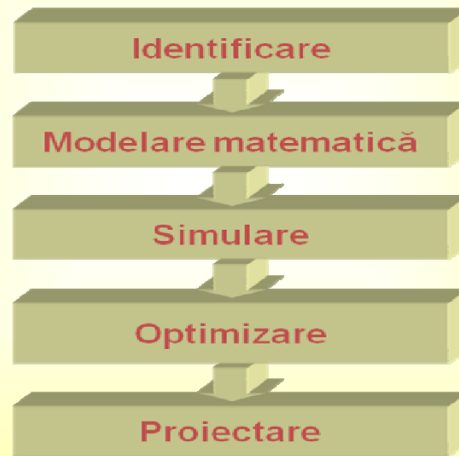 Identificare
Modelare matematică
Simulare
Optimizare
Proiectare